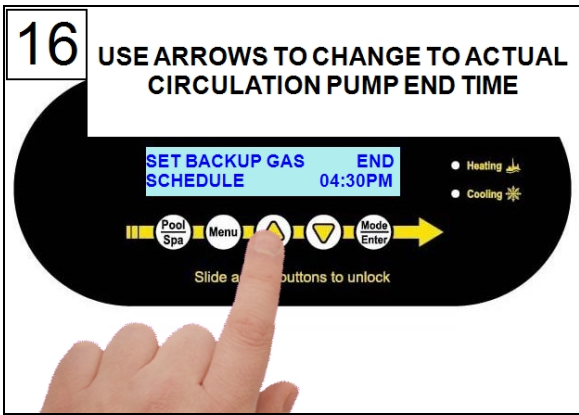 16
USE ARROWS TO CHANGE TO ACTUAL
CIRCULATION PUMP END TIME
SET BACKUP GAS END
SCHEDULE 04:30PM
Heating
Cooling
Pool
Spa
Menu
Mode
Enter
Slide to unlock